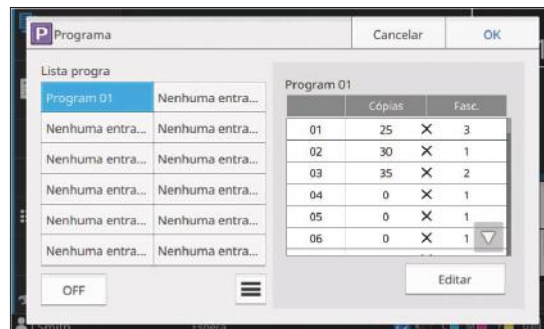 P Programa Cancelar OK
Lista progra
Program 01 Nenhuma entra...
Nenhuma entra... Nenhuma entra...
Nenhuma entra... Nenhuma entra...
Nenhuma entra... Nenhuma entra...
Nenhuma entra... Nenhuma entra...
Nenhuma entra... Nenhuma entra...
OFF
Program 01
Cópias Fasc.
01 25 X 3
02 30 X 1
03 35 X 2
04 0 X 1
05 0 X 1
06 0 X 1
Editar